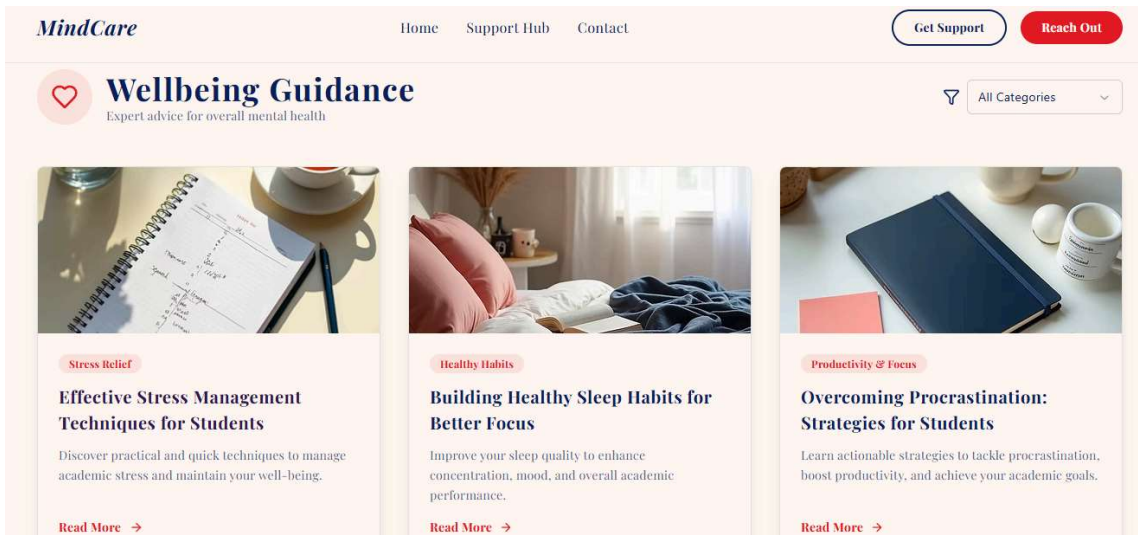 MindCare
Home Support Hub Contact
Get Support Reach Out
Wellbeing Guidance
Expert advice for overall mental health
All Categories
Stress Relief
Effective Stress Management
Techniques for Students
Discover practical and quick techniques to manage
academic stress and maintain your well-being.
Read More →
Healthy Habits
Building Healthy Sleep Habits for
Better Focus
Improve your sleep quality to enhance
concentration, mood, and overall academic
performance.
Read More →
Productivity & Focus
Overcoming Procrastination:
Strategies for Students
Learn actionable strategies to tackle procrastination,
boost productivity, and achieve your academic goals.
Read More →